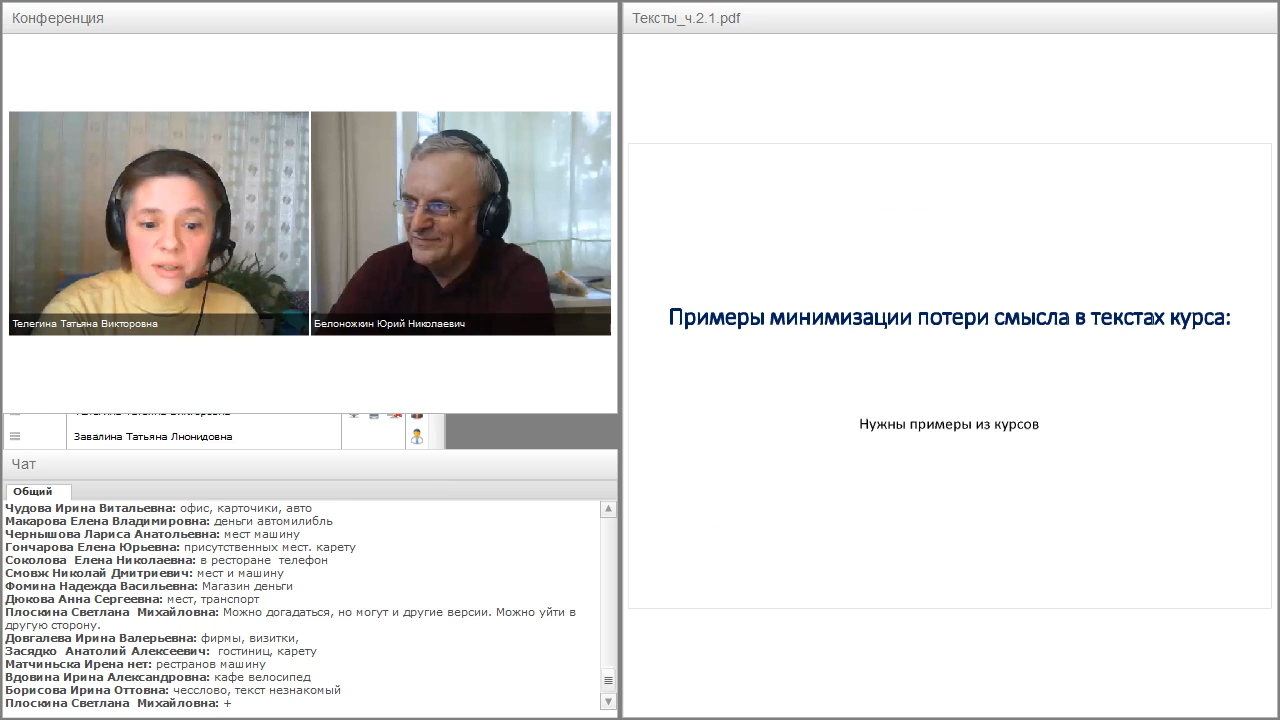 Конференция
Телегина Татьяна Викторовна
Белоножкин Юрий Николаевич
Завалина Татьяна Лнонидовна
Чат
Общий
Чудова Ирина Витальевна: офис, карточики, авто
Макарова Елена Владимировна: деньги автомилибль
Чернышова Лариса Анатольевна: мест машину
Гончарова Елена Юрьевна: присутственных мест. карету
Соколова  Елена Николаевна: в ресторане  телефон
Смовж Николай Дмитриевич: мест и машину
Фомина Надежда Васильевна: Магазин деньги
Дюкова Анна Сергеевна: мест, транспорт
Плоскина Светлана  Михайловна: Можно догадаться, но могут и другие версии. Можно уйти в
другую сторону.
Довгалева Ирина Валерьевна: фирмы, визитки,
Засядко  Анатолий Алексеевич:  гостиниц, карету
Матчиньска Ирена нет: рестранов машину
Вдовина Ирина Александровна: кафе велосипед
Борисова Ирина Оттовна: чесслово, текст незнакомый
Плоскина Светлана  Михайловна: +
Тексты_ч.2.1.pdf
Примеры минимизации потери смысла в текстах курса:
Нужны примеры из курсов